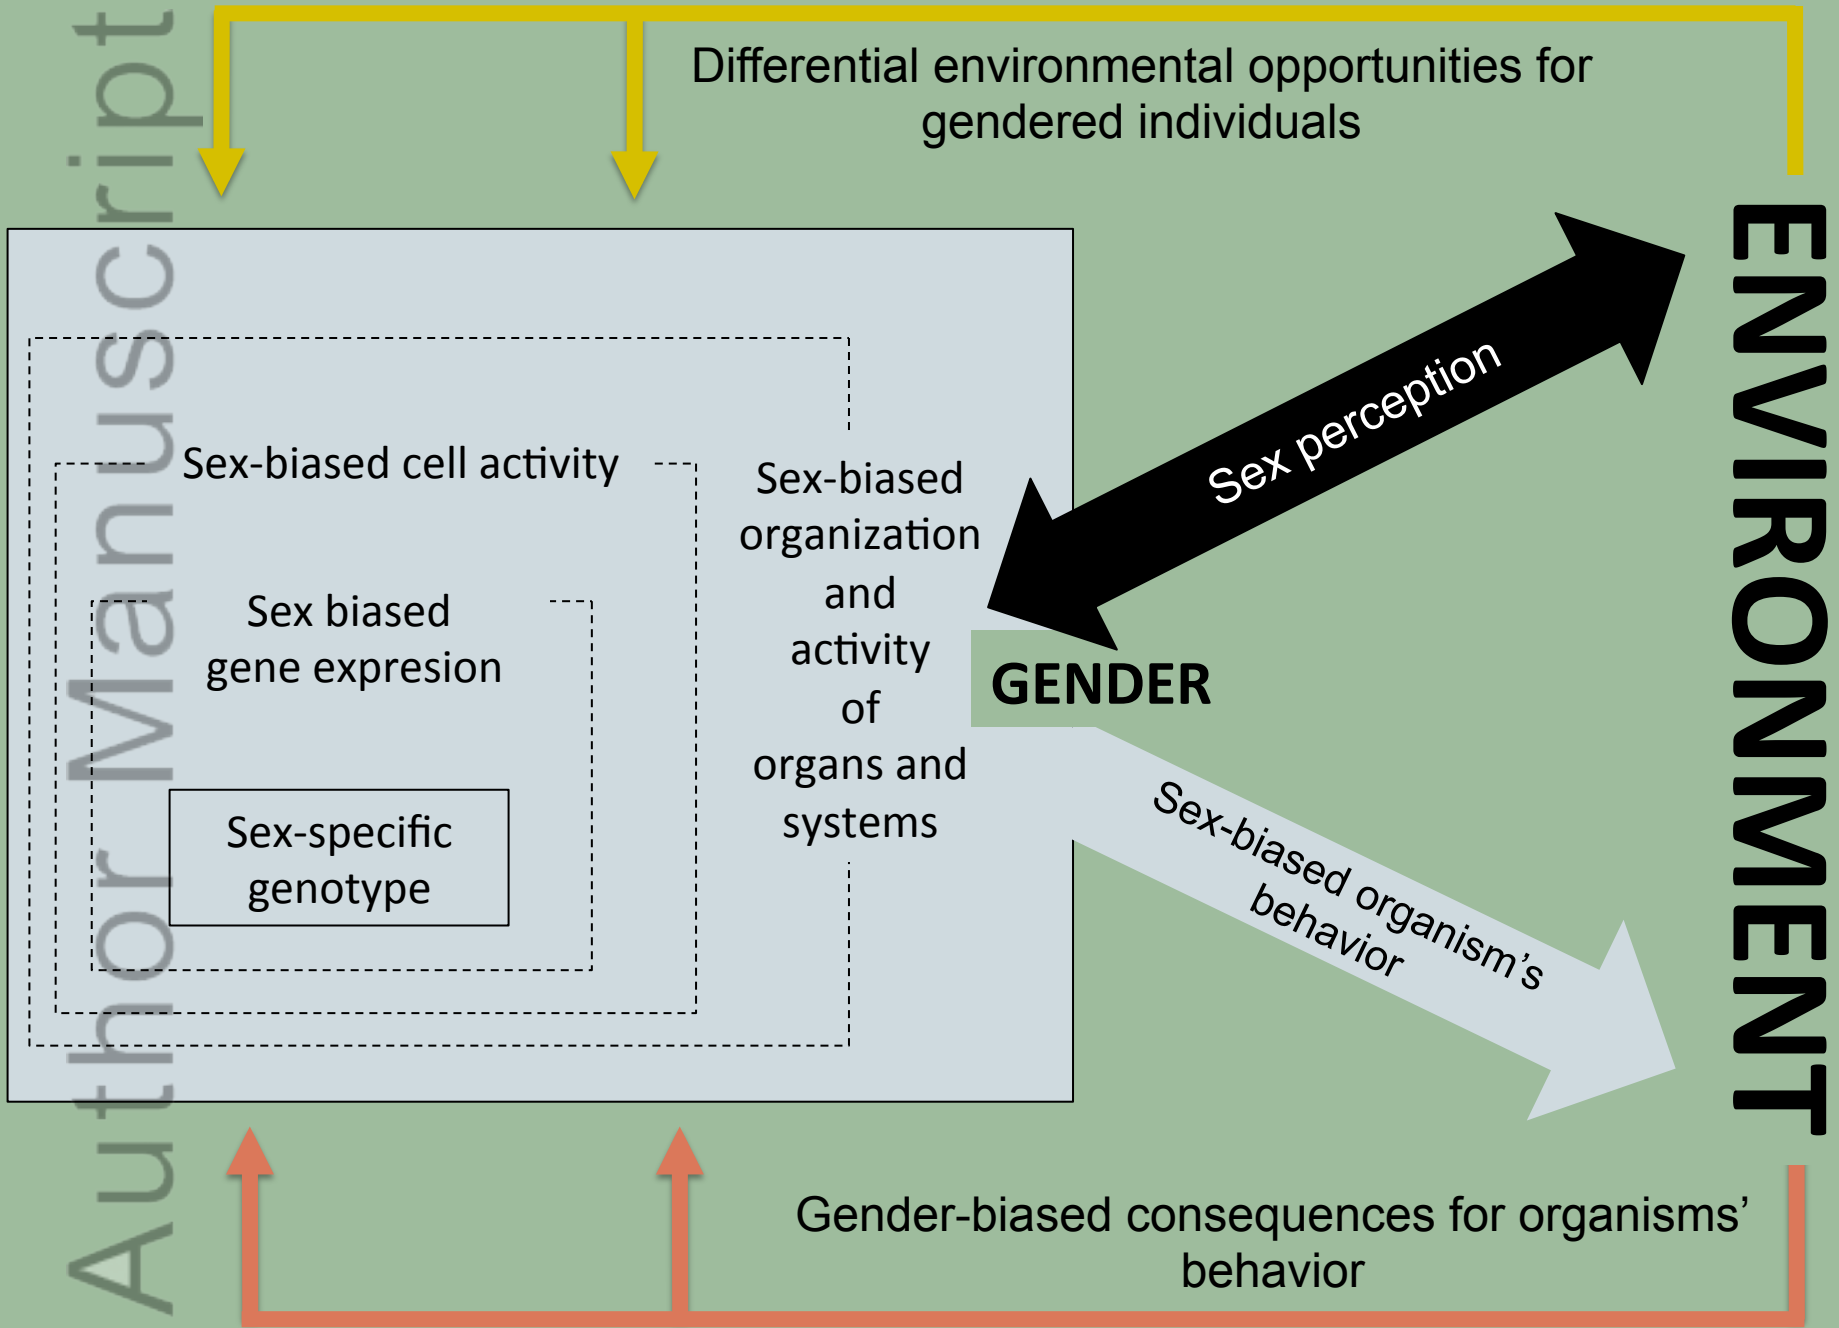 Author Manuscript
Differential environmental opportunities for
gendered individuals
Sex-biased cell activity
Sex-biased
organization
and
activity
of
organs and
systems
Sex biased
gene expresion
Sex-specific
genotype
Sex perception
GENDER
Sex-biased organism's
behavior
ENVIRONMENT
Gender-biased consequences for organisms’
behavior